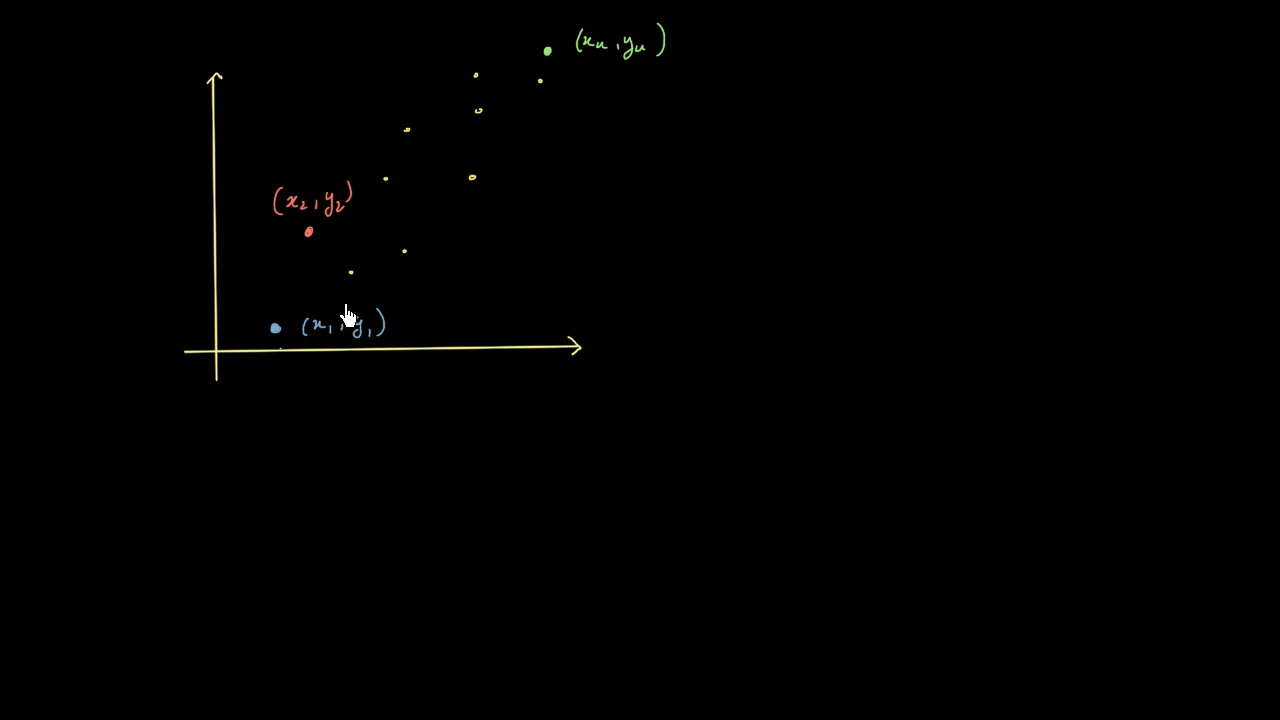 (xn, yn)
(x2, y2)
(x1, y1)